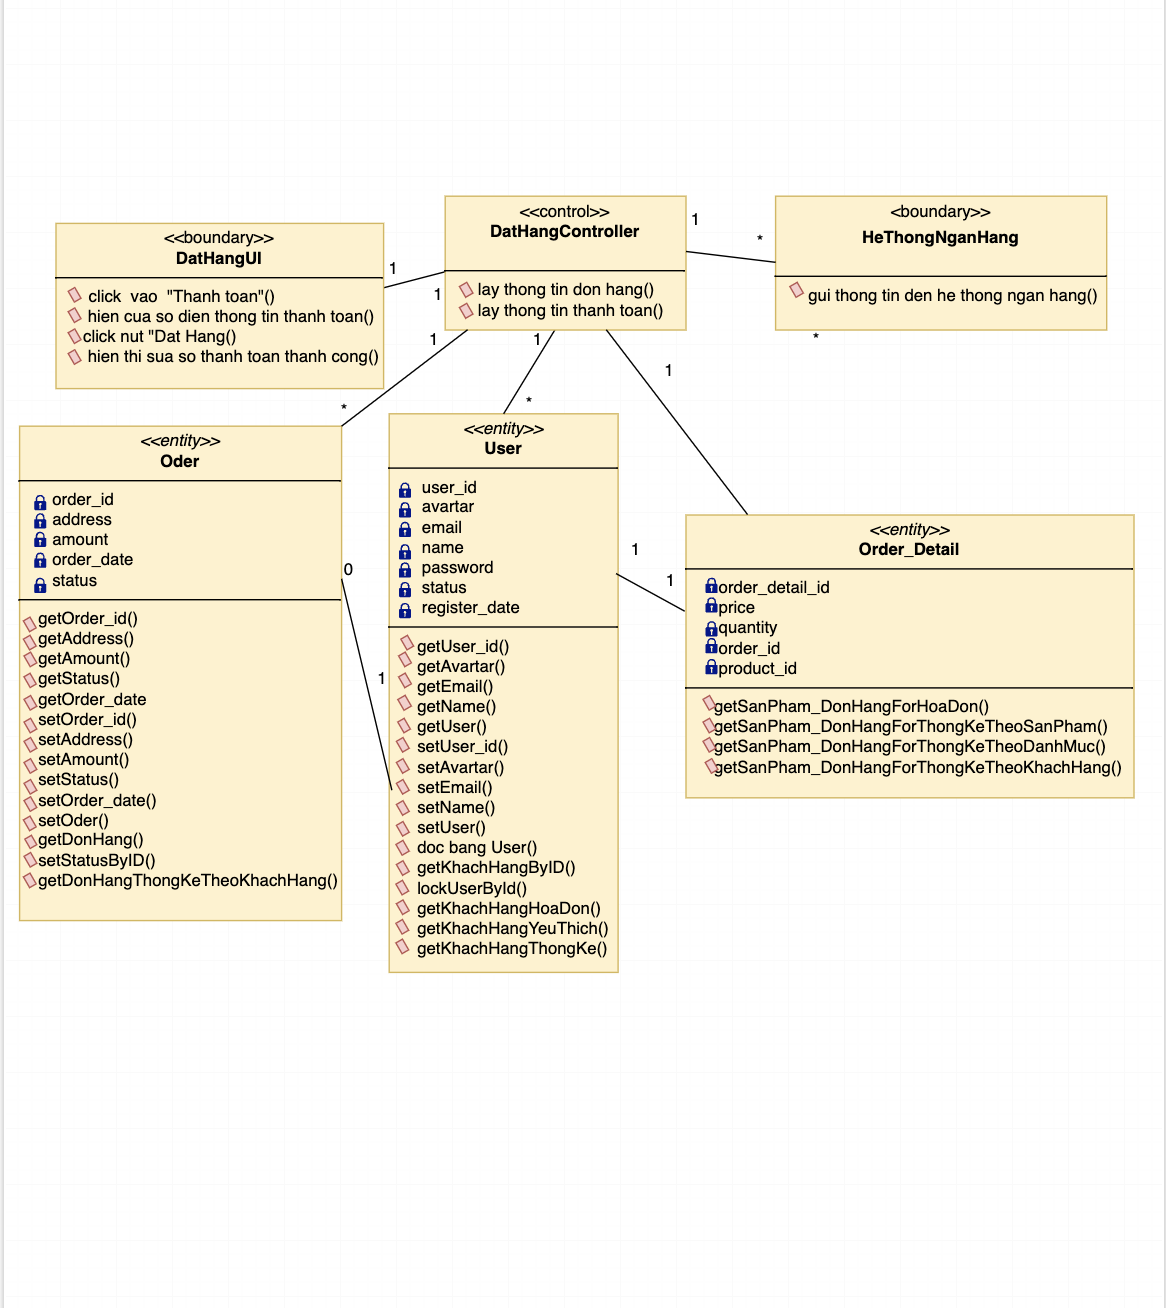 <<boundary>>
DatHangUI
click vao "Thanh toan"()
hien cua so dien thong tin thanh toan()
click nut "Dat Hang()
hien thi sua so thanh toan thanh cong()
1
1
<<control>>
DatHangController
lay thong tin don hang()
lay thong tin thanh toan()
1
*
<boundary>>
HeThongNganHang
gui thong tin den he thong ngan hang()
*
1
*
1
*
1
<<entity>>
Oder
order_id
address
amount
order_date
status
getOrder_id()
getAddress()
getAmount()
getStatus()
getOrder_date
setOrder_id()
setAddress()
setAmount()
setStatus()
setOrder_date()
setOder()
getDonHang()
setStatusByID()
getDonHangThongKeTheoKhachHang()
0
1
<<entity>>
User
user_id
avartar
email
name
password
status
register_date
getUser_id()
getAvartar()
getEmail()
getName()
getUser()
setUser_id()
setAvartar()
setEmail()
setName()
setUser()
doc bang User()
getKhachHangByID()
lockUserById()
getKhachHangHoaDon()
getKhachHangYeuThich()
getKhachHangThongKe()
1
1
<<entity>>
Order_Detail
order_detail_id
price
quantity
order_id
product_id
getSanPham_DonHangForHoaDon()
getSanPham_DonHangForThongKeTheoSanPham()
getSanPham_DonHangForThongKeTheoDanhMuc()
getSanPham_DonHangForThongKeTheoKhachHang()